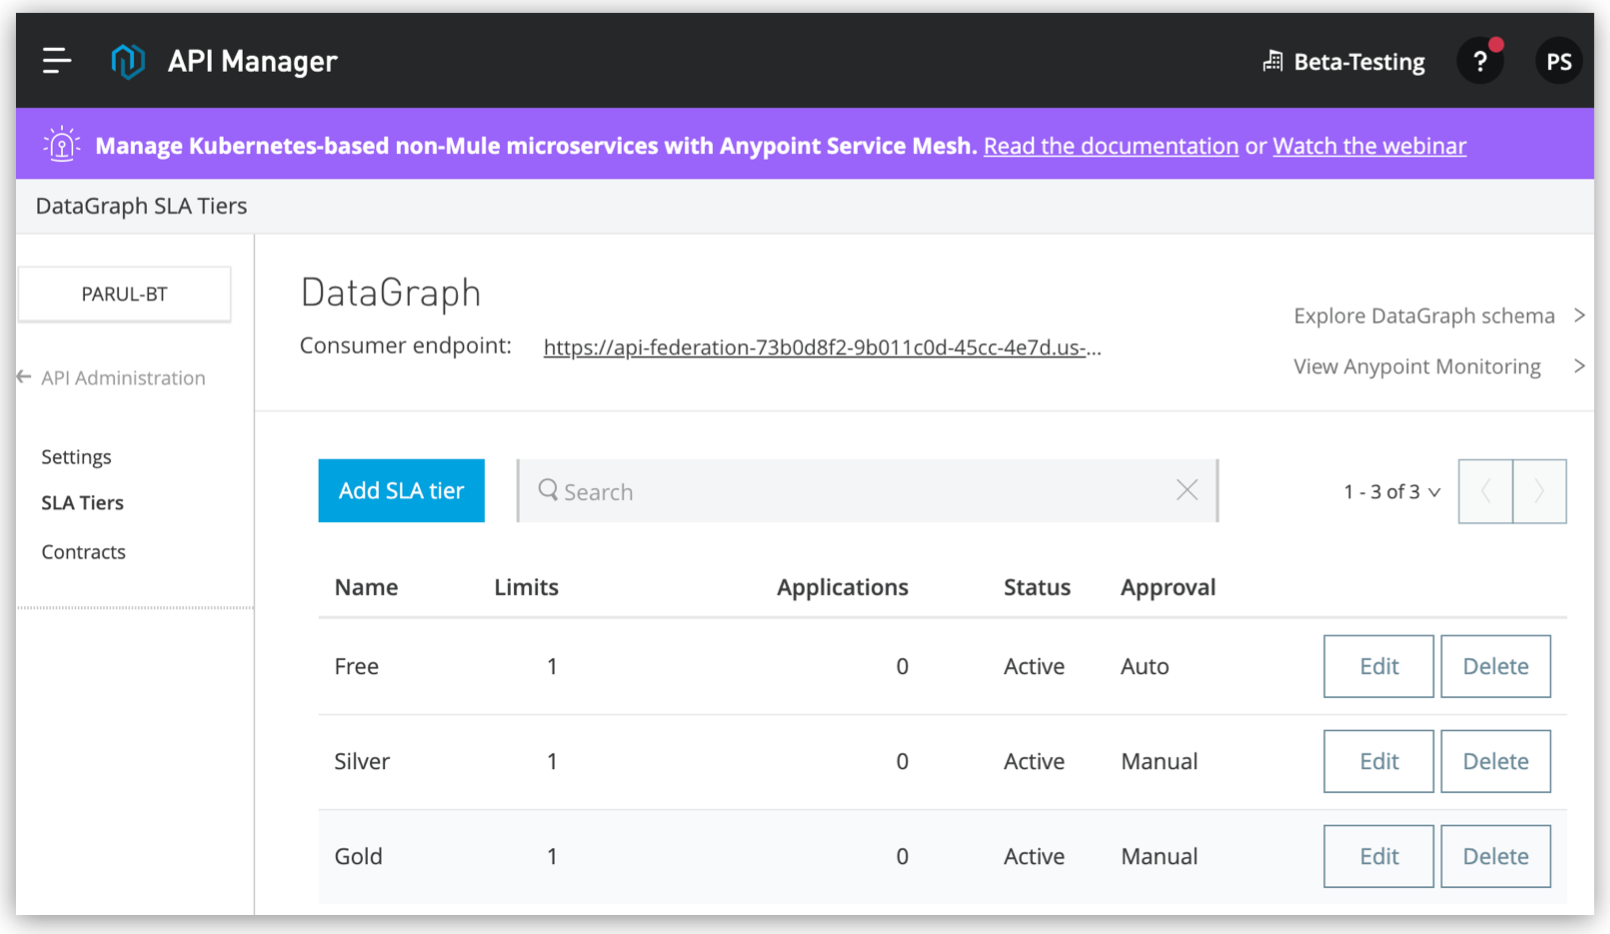 API Manager
Beta-Testing
?
PS
Manage Kubernetes-based non-Mule microservices with Anypoint Service Mesh. Read the documentation or Watch the webinar
DataGraph SLA Tiers
PARUL-BT
API Administration
Settings
SLA Tiers
Contracts
DataGraph
Consumer endpoint: https://api-federation-73b0d8f2-9b011c0d-45cc-4e7d.us-...
Explore DataGraph schema
View Anypoint Monitoring
Add SLA tier
Search
1 - 3 of 3
Name Limits Applications Status Approval
Free 1 0 Active Auto Edit Delete
Silver 1 0 Active Manual Edit Delete
Gold 1 0 Active Manual Edit Delete